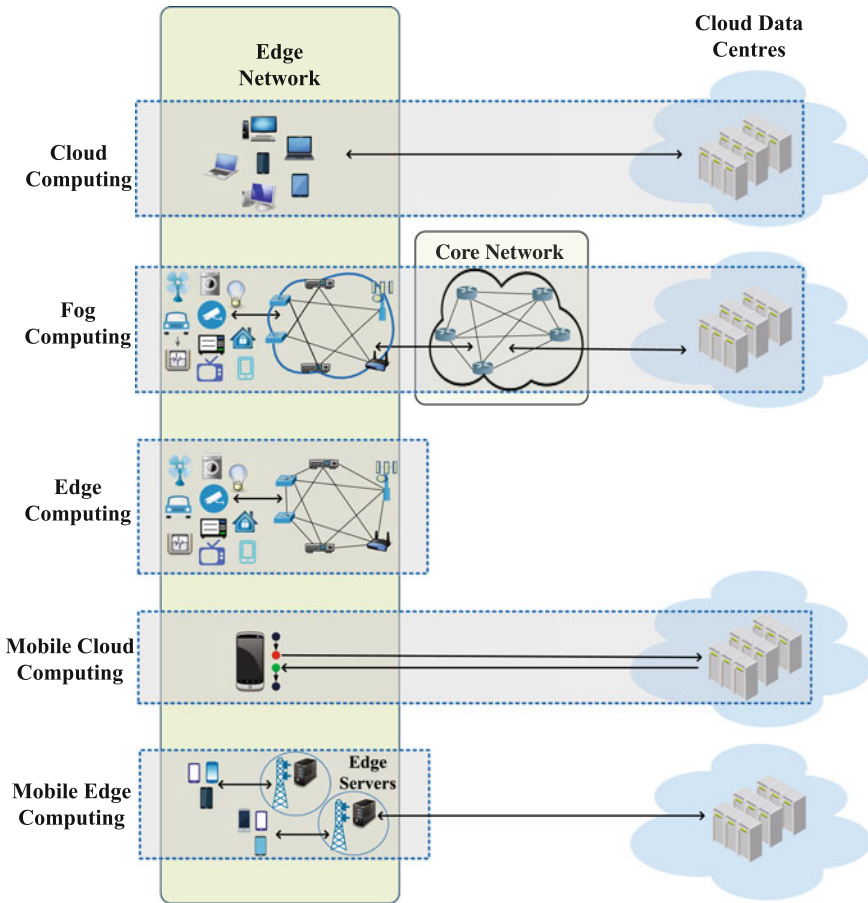 Edge
Network
Cloud Data
Centres
Cloud
Computing
Core Network
Fog
Computing
Edge
Computing
Mobile Cloud
Computing
Mobile Edge
Computing
Edge
Servers